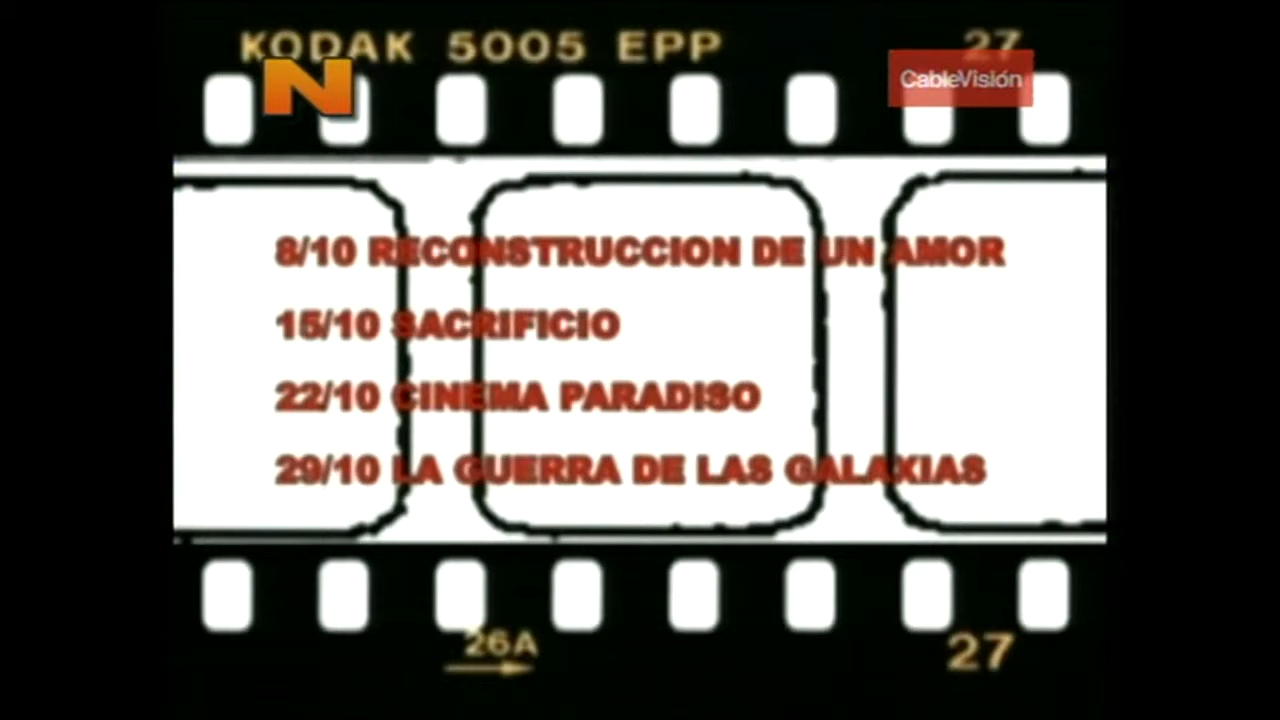 KODAK 5005 EPP 27
N
CableVisión
8/10 RECONSTRUCCION DE UN AMOR
15/10 SACRIFICIO
22/10 CINEMA PARADISO
29/10 LA GUERRA DE LAS GALAXIAS
26A
27